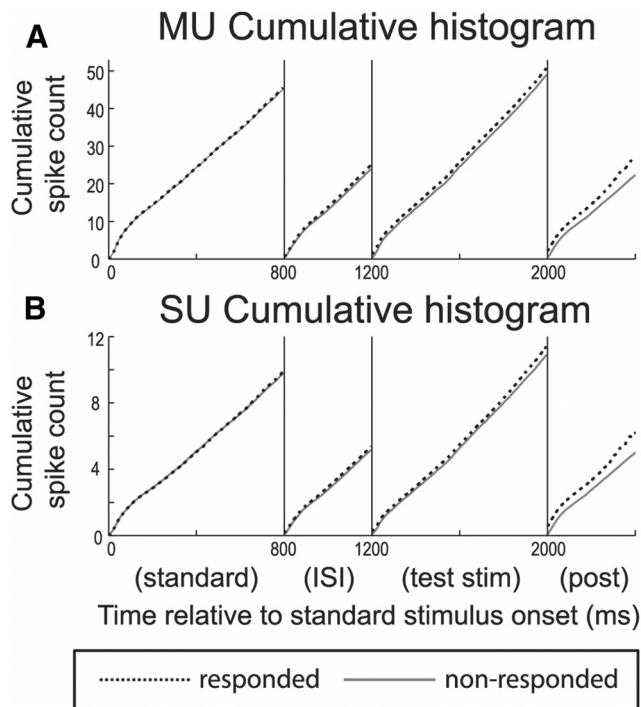 A
MU Cumulative histogram
Cumulative
spike count
50
40
30
20
10
0
0 800 1200 2000
B
SU Cumulative histogram
Cumulative
spike count
12
8
4
0
0 800 1200 2000
(standard) (ISI) (test stim) (post)
Time relative to standard stimulus onset (ms)
responded non-responded